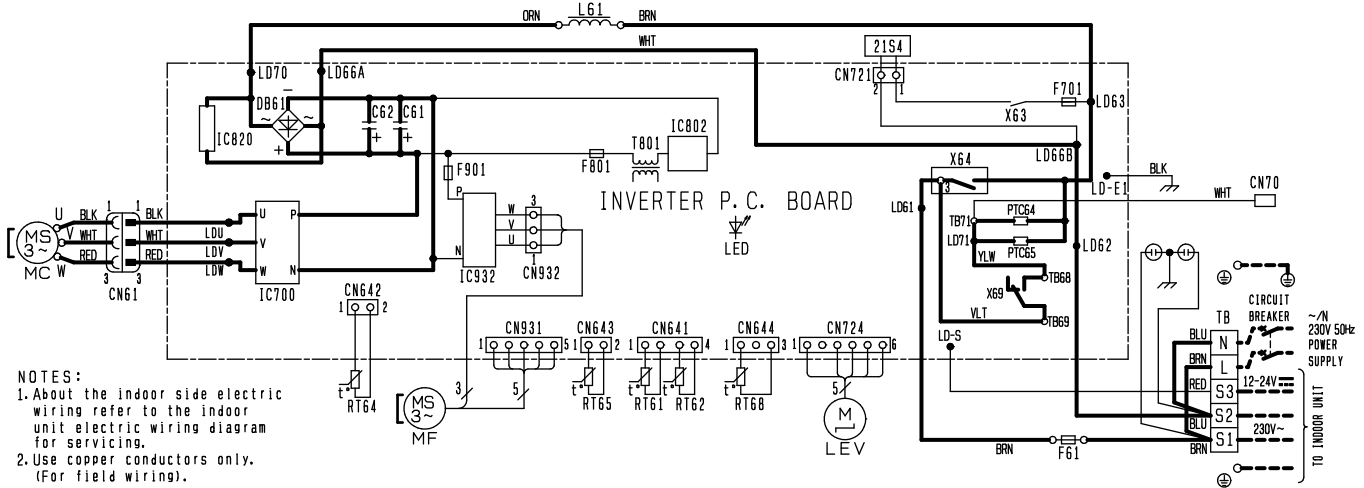 ORN
L61
BRN
WHT
21S4
LD70
LD66A
CN721
2
1
F701
LD63
X63
DB61
−
~
~
+
C62
C61
+
+
IC820
T801
IC802
F801
LD66B
X64
3
BLK
LD-E1
CN70
WHT
INVERTER P. C. BOARD
LED
F901
P
N
IC932
W
V
U
3
1
CN932
LD61
TB71
PTC64
LD71
PTC65
YLW
LD62
X69
TB68
VLT
TB69
LD-S
U
BLK
1
1
BLK
LDU
U
P
MS
3~
V
WHT
WHT
LDV
V
W
RED
RED
LDW
W
N
MC
3
3
CN61
IC700
CN642
1
2
t°
RT64
CN931
1
5
CN643
1
2
CN641
1
4
CN644
1
3
CN724
1
6
3
5
5
t°
RT65
t°
RT61
t°
RT62
t°
RT68
MS
3~
MF
M
LEV
TB
N
L
S3
S2
S1
BLU
BRN
RED
BLU
BRN
BRN
F61
CIRCUIT
BREAKER
~/N
230V 50Hz
POWER
SUPPLY
12-24V
230V~
TO INDOOR UNIT
NOTES:
1. About the indoor side electric
wiring refer to the indoor
unit electric wiring diagram
for servicing.
2. Use copper conductors only.
(For field wiring).